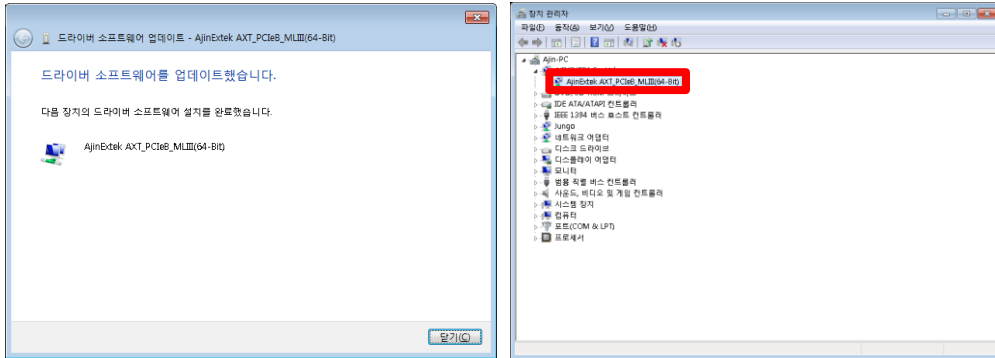 드라이버 소프트웨어 업데이트 - AjinExtek AXT_PCIeB_MLIII(64-Bit)
드라이버 소프트웨어를 업데이트했습니다.
다음 장치의 드라이버 소프트웨어 설치를 완료했습니다.
AjinExtek AXT_PCIeB_MLIII(64-Bit)
닫기(C)
장치 관리자
파일(F) 동작(A) 보기(V) 도움말(H)
Ajin-PC
AjinExtek AXT_PCIeB_MLIII(64-Bit)
IDE ATA/ATAPI 컨트롤러
IEEE 1394 버스 호스트 컨트롤러
Jungo
네트워크 어댑터
디스크 드라이브
디스플레이 어댑터
모니터
범용 직렬 버스 컨트롤러
사운드, 비디오 및 게임 컨트롤러
시스템 장치
컴퓨터
포트(COM & LPT)
프로세서